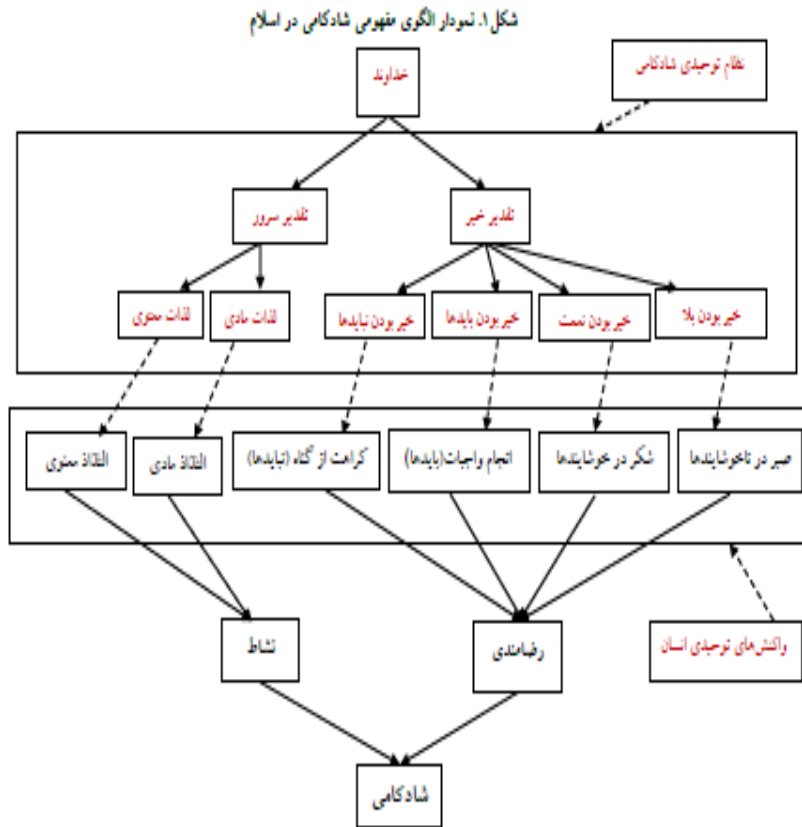 شکل ۱. نمودار الگوی مفهومی شادکامی در اسلام
خداوند
نظام توحیدی شادکامی
تقدیر خیر
تقدیر سرور
خیر بودن بلا
خیر بودن نعمت
خیر بودن بایدها
خیر بودن نبایدها
لذات مادی
لذات معنوی
صبر در ناخوشایندها
شکر در خوشایندها
انجام واجبات(بایدها)
کراهت از گناه (نبایدها)
التذاذ مادی
التذاذ معنوی
واکنش‌های توحیدی انسان
رضامندی
نشاط
شادکامی